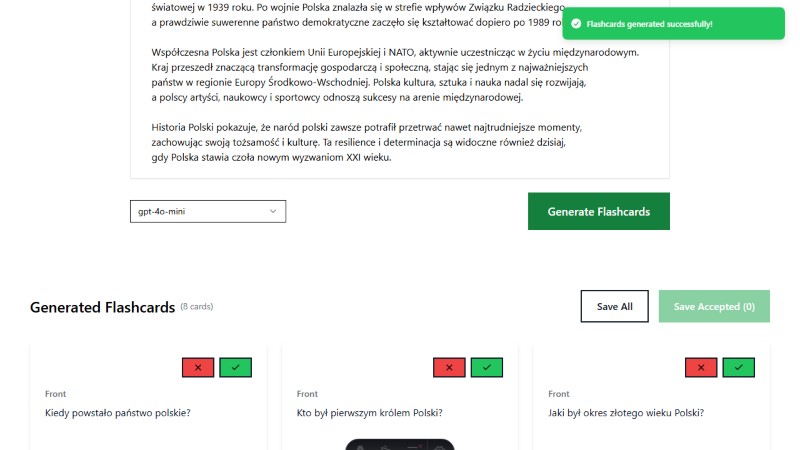 światowej w 1939 roku. Po wojnie Polska znalazła się w strefie wpływów Związku Radzieckiego,
a prawdziwie suwerenne państwo demokratyczne zaczęło się kształtować dopiero po 1989 ro
Flashcards generated successfully!
Współczesna Polska jest członkiem Unii Europejskiej i NATO, aktywnie uczestnicząc w życiu międzynarodowym.
Kraj przeszedł znaczącą transformację gospodarczą i społeczną, stając się jednym z najważniejszych
państw w regionie Europy Środkowo-Wschodniej. Polska kultura, sztuka i nauka nadal się rozwijają,
a polscy artyści, naukowcy i sportowcy odnoszą sukcesy na arenie międzynarodowej.
Historia Polski pokazuje, że naród polski zawsze potrafił przetrwać nawet najtrudniejsze momenty,
zachowując swoją tożsamość i kulturę. Ta resilience i determinacja są widoczne również dzisiaj,
gdy Polska stawia czoła nowym wyzwaniom XXI wieku.
gpt-4o-mini
Generate Flashcards
Generated Flashcards (8 cards)
Save All
Save Accepted (0)
Front
Kiedy powstało państwo polskie?
Front
Kto był pierwszym królem Polski?
Front
Jaki był okres złotego wieku Polski?